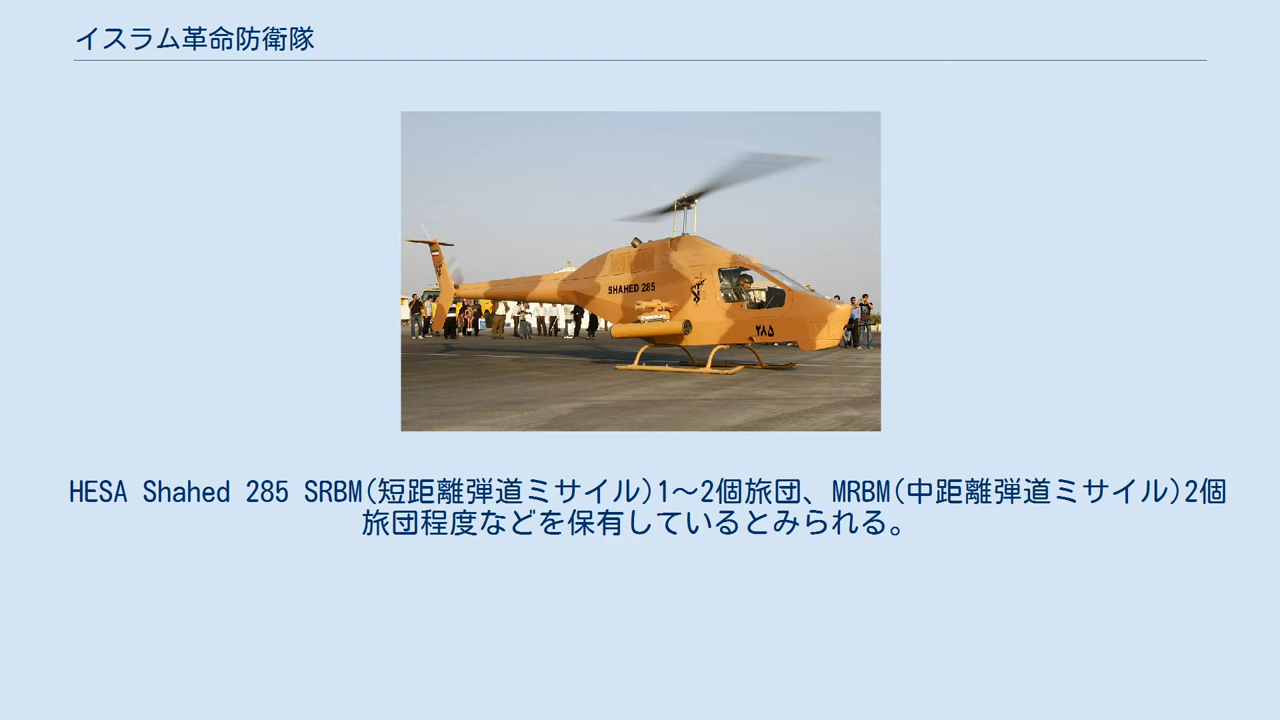 イスラム革命防衛隊
SHAHED 285
۲۸۵
HESA Shahed 285 SRBM(短距離弾道ミサイル)1～2個旅団、MRBM(中距離弾道ミサイル)2個
旅団程度などを保有しているとみられる。